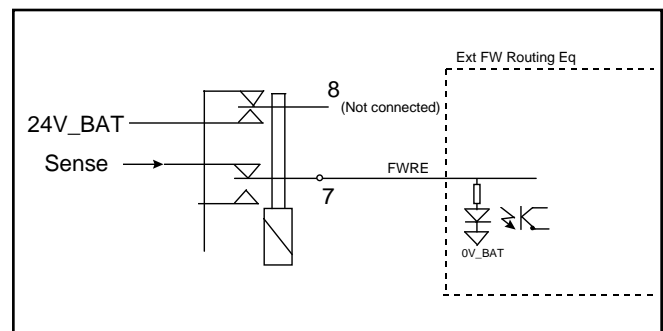 Ext FW Routing Eq
8
(Not connected)
24V_BAT
Sense
FWRE
7
0V_BAT